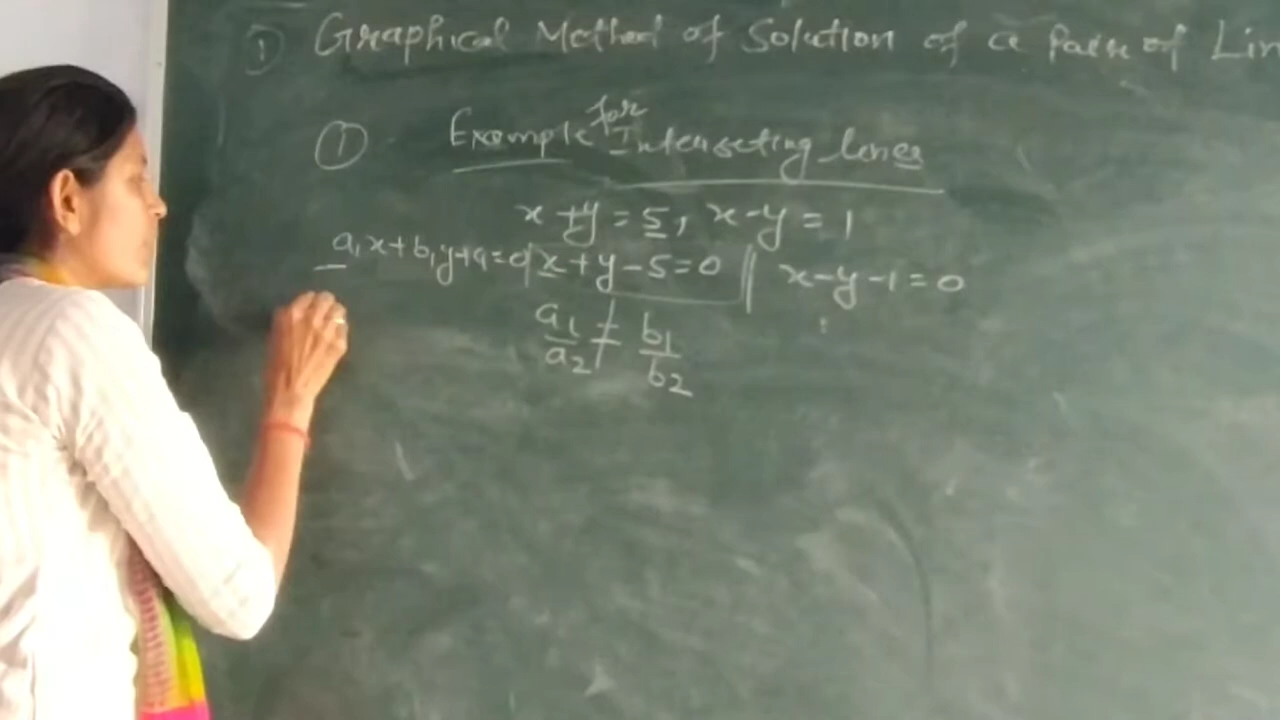 ① Graphical Method of Solution of a Pair of Lin
① Example for Interseting lines
x + y = 5, x - y = 1
a₁x + b₁y + c₁ = 0 | x + y - 5 = 0 || x - y - 1 = 0
a₁/a₂ ≠ b₁/b₂